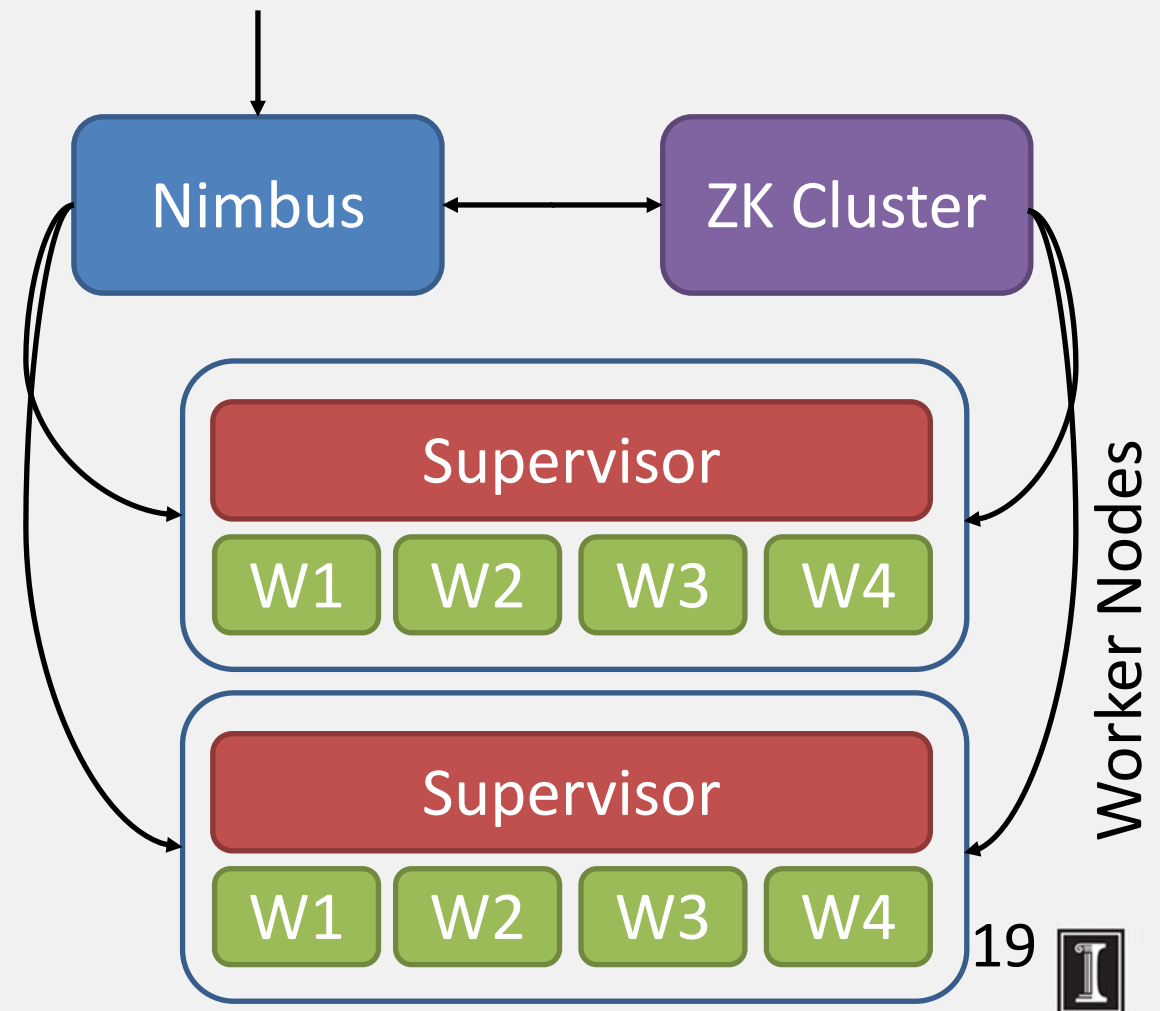 Nimbus
ZK Cluster
Supervisor
W1 W2 W3 W4
Supervisor
W1 W2 W3 W4
Worker Nodes
19
I